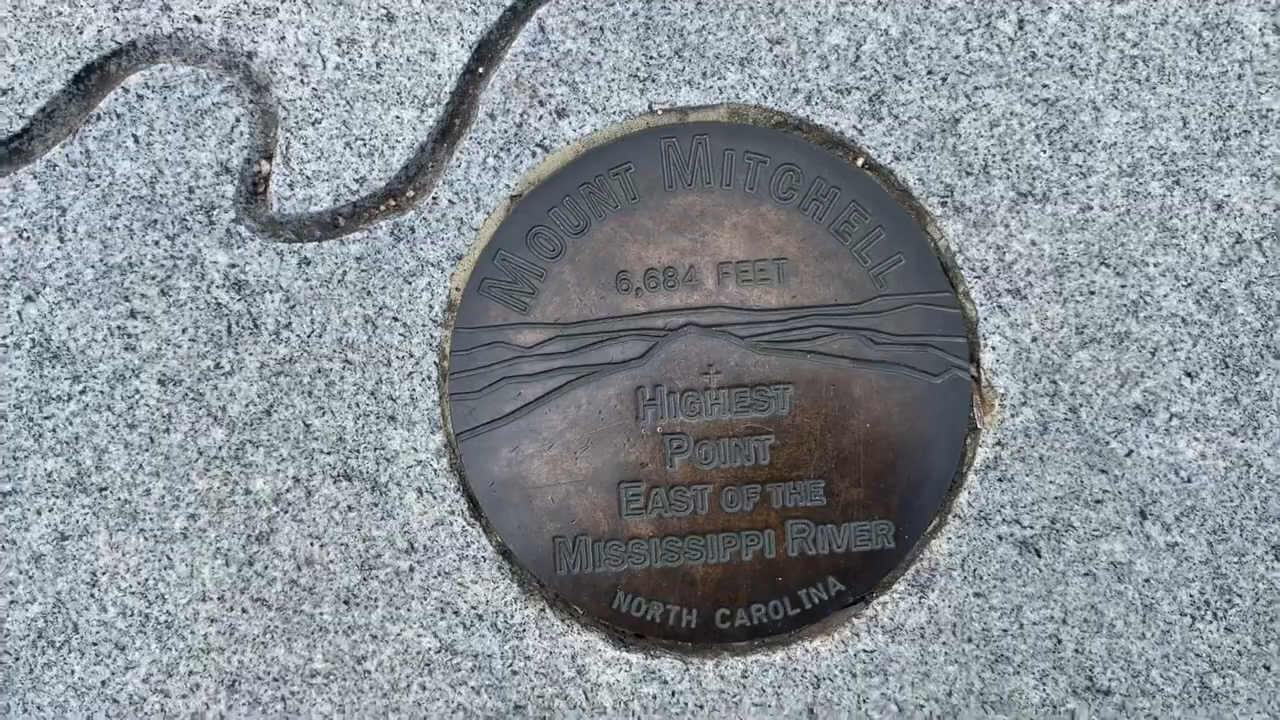 MOUNT MITCHELL
6,684 FEET
HIGHEST
POINT
EAST OF THE
MISSISSIPPI RIVER
NORTH CAROLINA